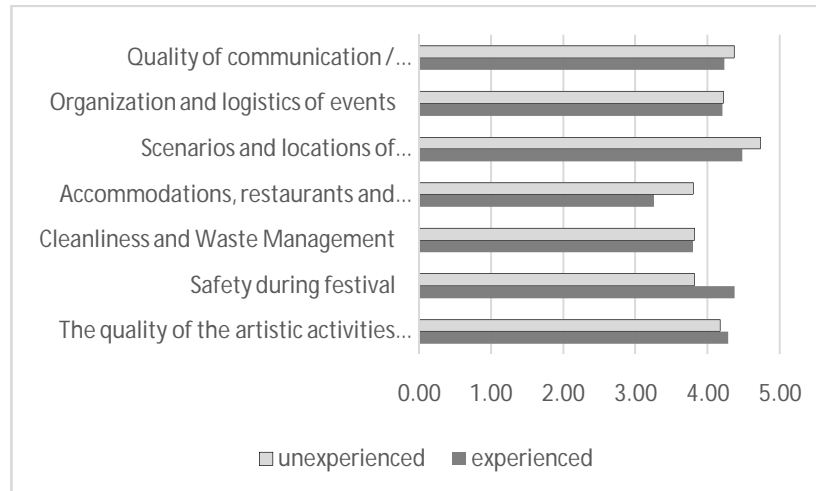 Quality of communication /...
Organization and logistics of events
Scenarios and locations of...
Accommodations, restaurants and...
Cleanliness and Waste Management
Safety during festival
The quality of the artistic activities...
0.00 1.00 2.00 3.00 4.00 5.00
unexperienced experienced